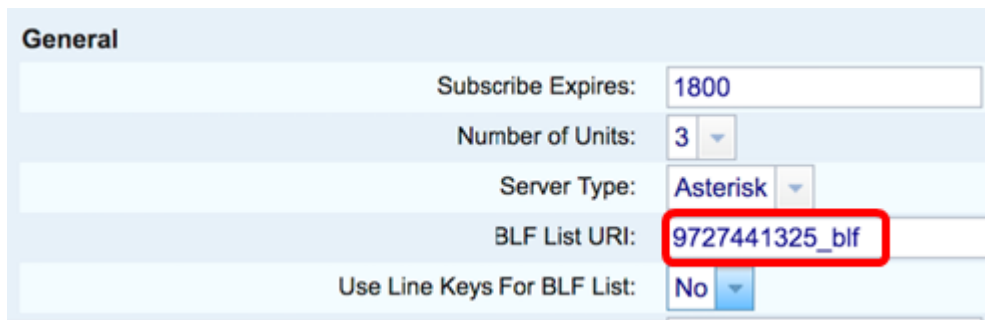 General
Subscribe Expires: 1800
Number of Units: 3
Server Type: Asterisk
BLF List URI: 9727441325_blf
Use Line Keys For BLF List: No